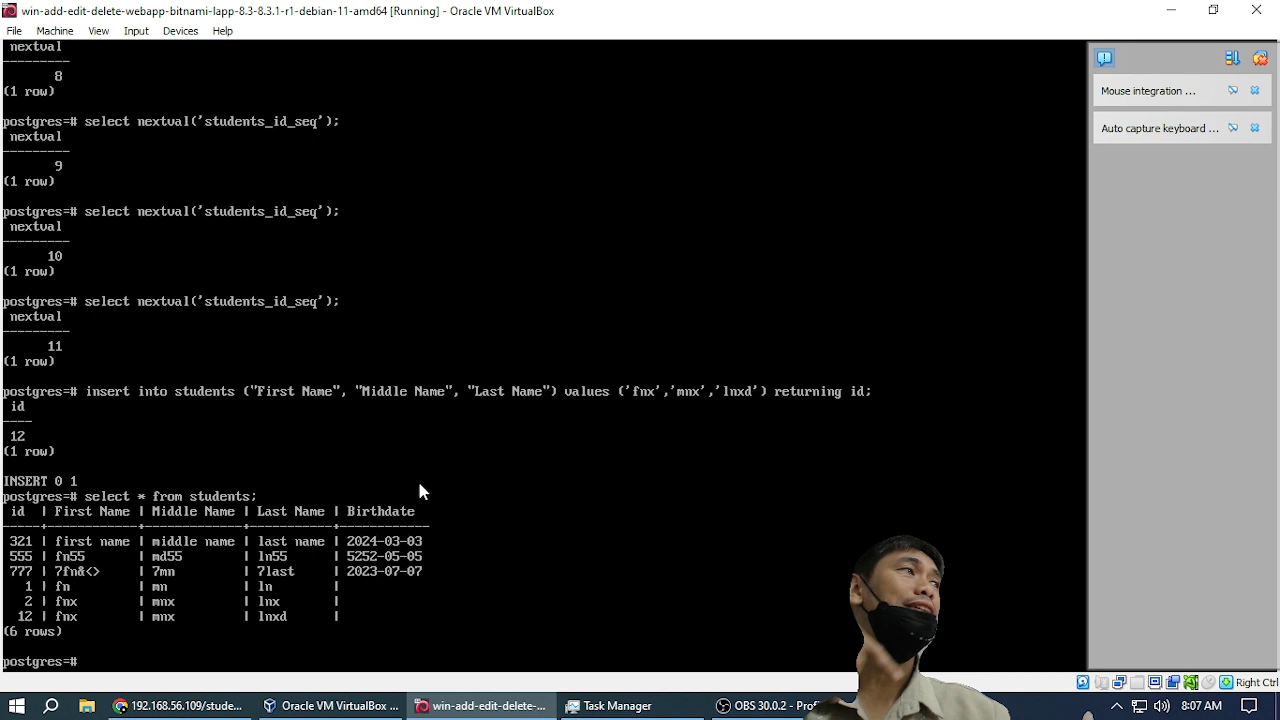 win-add-edit-delete-webapp-bitnami-lapp-8.3-8.3.1-r1-debian-11-amd64 [Running] - Oracle VM VirtualBox
File Machine View Input Devices Help
nextval
---------
8
(1 row)
postgres=# select nextval('students_id_seq');
nextval
---------
9
(1 row)
postgres=# select nextval('students_id_seq');
nextval
---------
10
(1 row)
postgres=# select nextval('students_id_seq');
nextval
---------
11
(1 row)
postgres=# insert into students ("First Name", "Middle Name", "Last Name") values ('fnx','mnx','lnxd') returning id;
id
----
12
(1 row)
INSERT 0 1
postgres=# select * from students;
id | First Name | Middle Name | Last Name | Birthdate
-----+------------+-------------+-----------+------------
321 | first name | middle name | last name | 2024-03-03
555 | fn55 | md55 | ln55 | 5252-05-05
777 | 7fn&<> | 7mn | 7last | 2023-07-07
1 | fn | mn | ln |
2 | fnx | mnx | lnx |
12 | fnx | mnx | lnxd |
(6 rows)
postgres=#
Mouse integration ...
Auto capture keyboard ...
Right Ctrl
192.168.56.109/stude...
Oracle VM VirtualBox ...
win-add-edit-delete-...
Task Manager
OBS 30.0.2 - Pro
8:07 AM